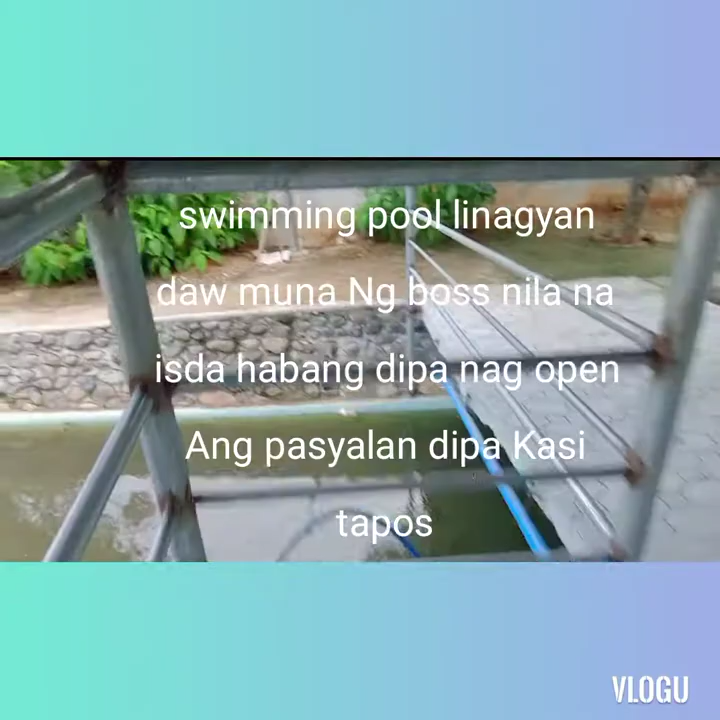 swimming pool linagyan
daw muna Ng boss nila na
isda habang dipa nag open
Ang pasyalan dipa Kasi
tapos
VLOGU